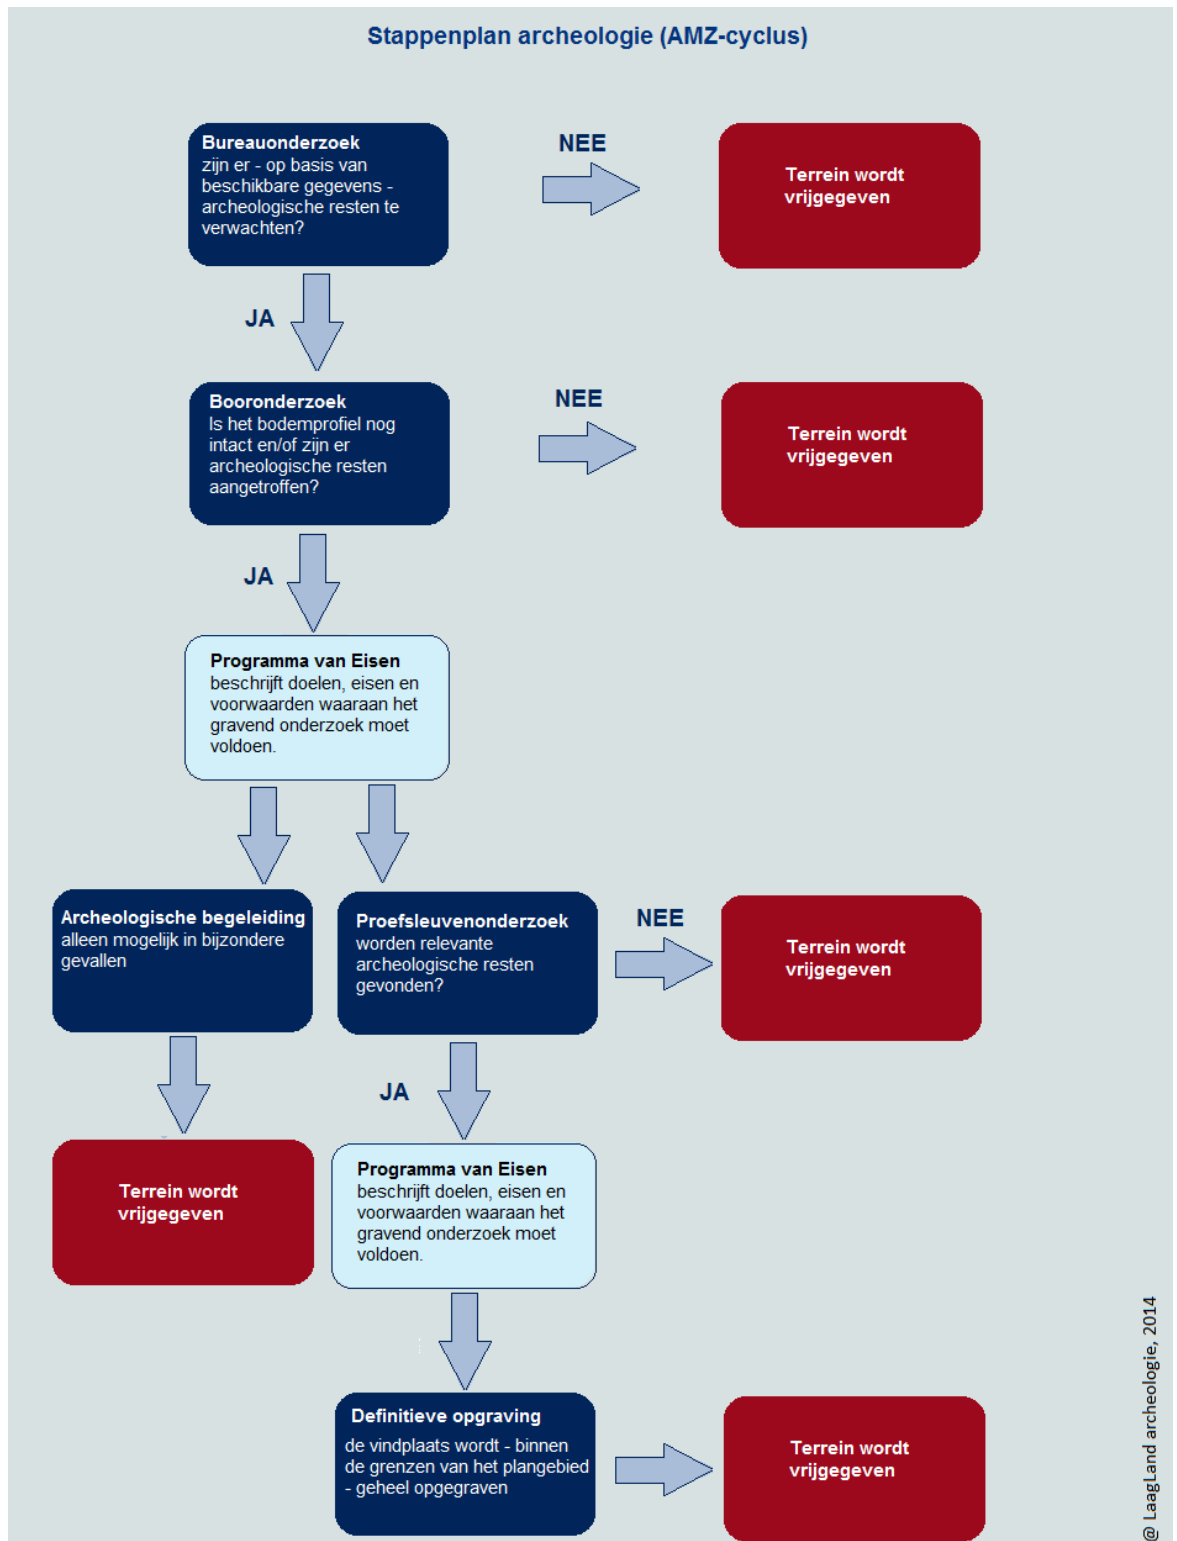 Stappenplan archeologie (AMZ-cyclus)
Bureauonderzoek
zijn er - op basis van
beschikbare gegevens -
archeologische resten te
verwachten?
NEE
Terrein wordt
vrijgegeven
JA
Booronderzoek
Is het bodemprofiel nog
intact en/of zijn er
archeologische resten
aangetroffen?
NEE
Terrein wordt
vrijgegeven
JA
Programma van Eisen
beschrijft doelen, eisen en
voorwaarden waaraan het
gravend onderzoek moet
voldoen.
Archeologische begeleiding
alleen mogelijk in bijzondere
gevallen
Proefsleuvenonderzoek
worden relevante
archeologische resten
gevonden?
NEE
Terrein wordt
vrijgegeven
JA
Terrein wordt
vrijgegeven
Programma van Eisen
beschrijft doelen, eisen en
voorwaarden waaraan het
gravend onderzoek moet
voldoen.
Definitieve opgraving
de vindplaats wordt - binnen
de grenzen van het plangebied
- geheel opgegraven
Terrein wordt
vrijgegeven
@ LaagLand archeologie, 2014